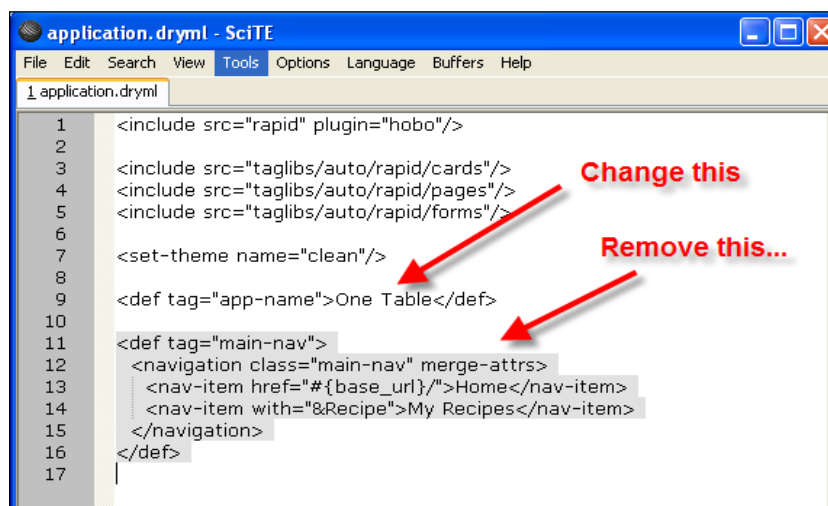 application.dryml - SciTE
File Edit Search View Tools Options Language Buffers Help
1 application.dryml
1 <include src="rapid" plugin="hobo"/>
2
3 <include src="taglibs/auto/rapid/cards"/>
4 <include src="taglibs/auto/rapid/pages"/>
5 <include src="taglibs/auto/rapid/forms"/>
6
7 <set-theme name="clean"/>
8
9 <def tag="app-name">One Table</def>
10
11 <def tag="main-nav">
12 <navigation class="main-nav" merge-attrs>
13 <nav-item href="#{base_url}/">Home</nav-item>
14 <nav-item with="&Recipe">My Recipes</nav-item>
15 </navigation>
16 </def>
17
Change this
Remove this...